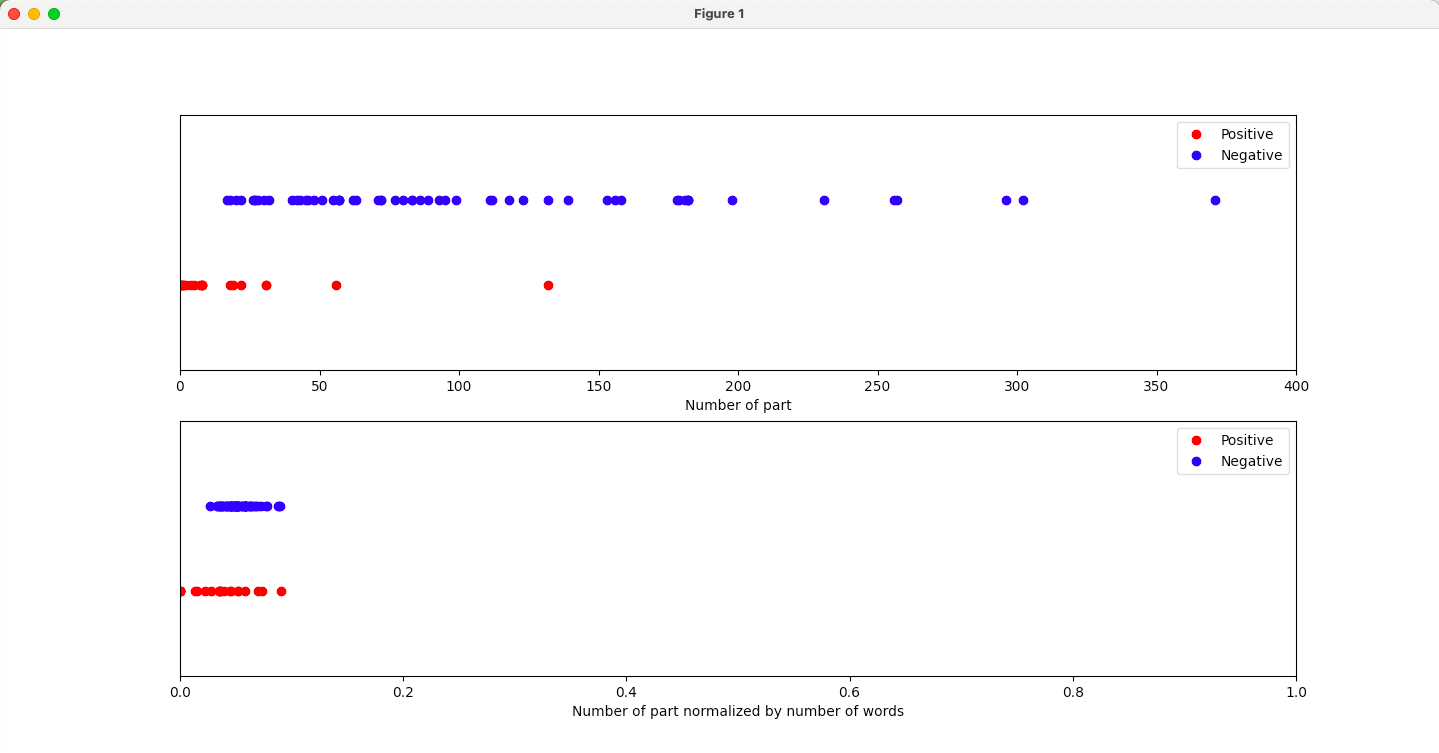 Figure 1
Positive
Negative
0 50 100 150 200 250 300 350 400
Number of part
Positive
Negative
0.0 0.2 0.4 0.6 0.8 1.0
Number of part normalized by number of words